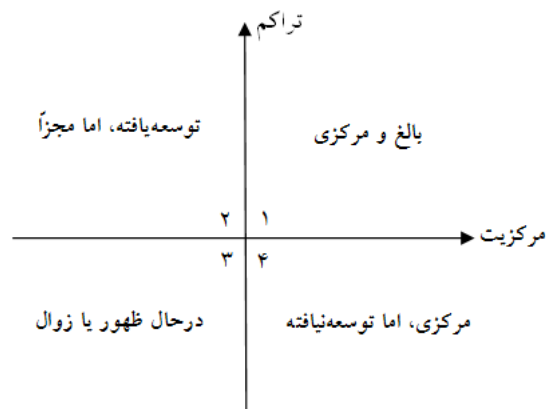 تراکم
توسعه‌یافته، اما مجزاّ
بالغ و مرکزی
۲
۱
مرکزیت
۳
۴
درحال ظهور یا زوال
مرکزی، اما توسعه‌نیافته